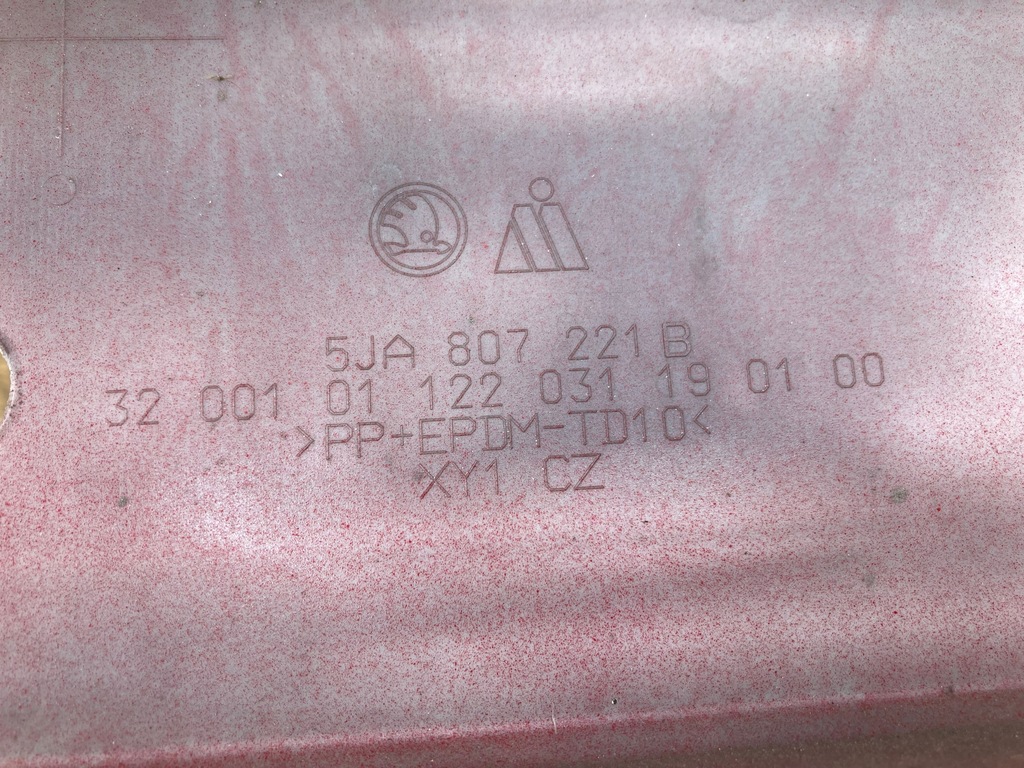 5JA 807 221 B
32 001 01 122 031 19 01 00
>PP+EPDM-TD10<
XY1 CZ